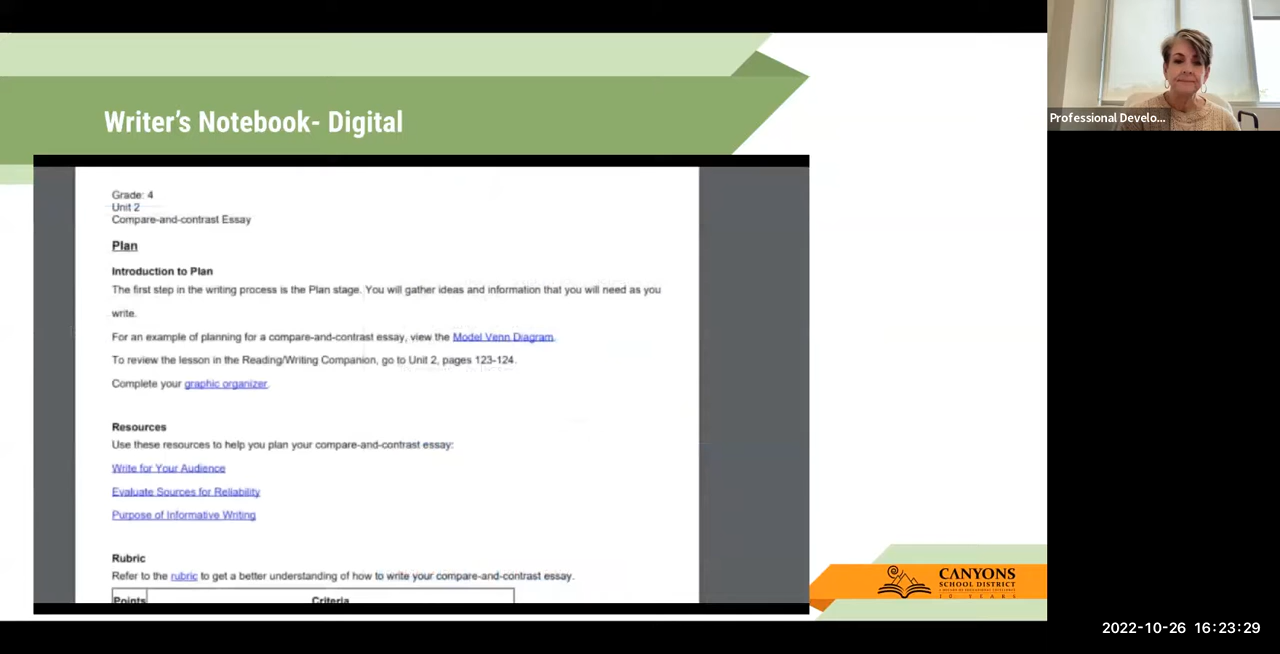 Writer's Notebook- Digital
Grade: 4
Unit 2
Compare-and-contrast Essay
Plan
Introduction to Plan
The first step in the writing process is the Plan stage. You will gather ideas and information that you will need as you
write.
For an example of planning for a compare-and-contrast essay, view the Model Venn Diagram.
To review the lesson in the Reading/Writing Companion, go to Unit 2, pages 123-124.
Complete your graphic organizer.
Resources
Use these resources to help you plan your compare-and-contrast essay:
Write for Your Audience
Evaluate Sources for Reliability
Purpose of Informative Writing
Rubric
Refer to the rubric to get a better understanding of how to write your compare-and-contrast essay.
Points Criteria
Professional Develo...
CANYONS
SCHOOL DISTRICT
10 YEARS
2022-10-26 16:23:29